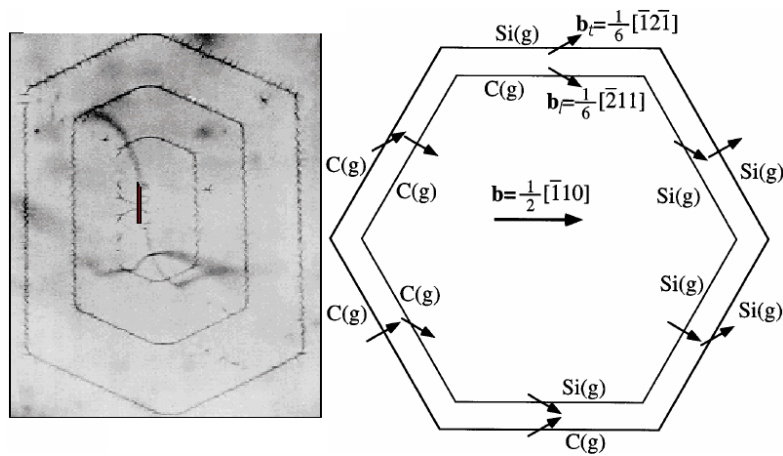 Si(g) b_t=1/6[1̄21̄]
C(g) b_l=1/6[2̄11]
C(g) C(g) Si(g) Si(g)
b=1/2[1̄10]
C(g) C(g) Si(g) Si(g)
Si(g)
C(g)